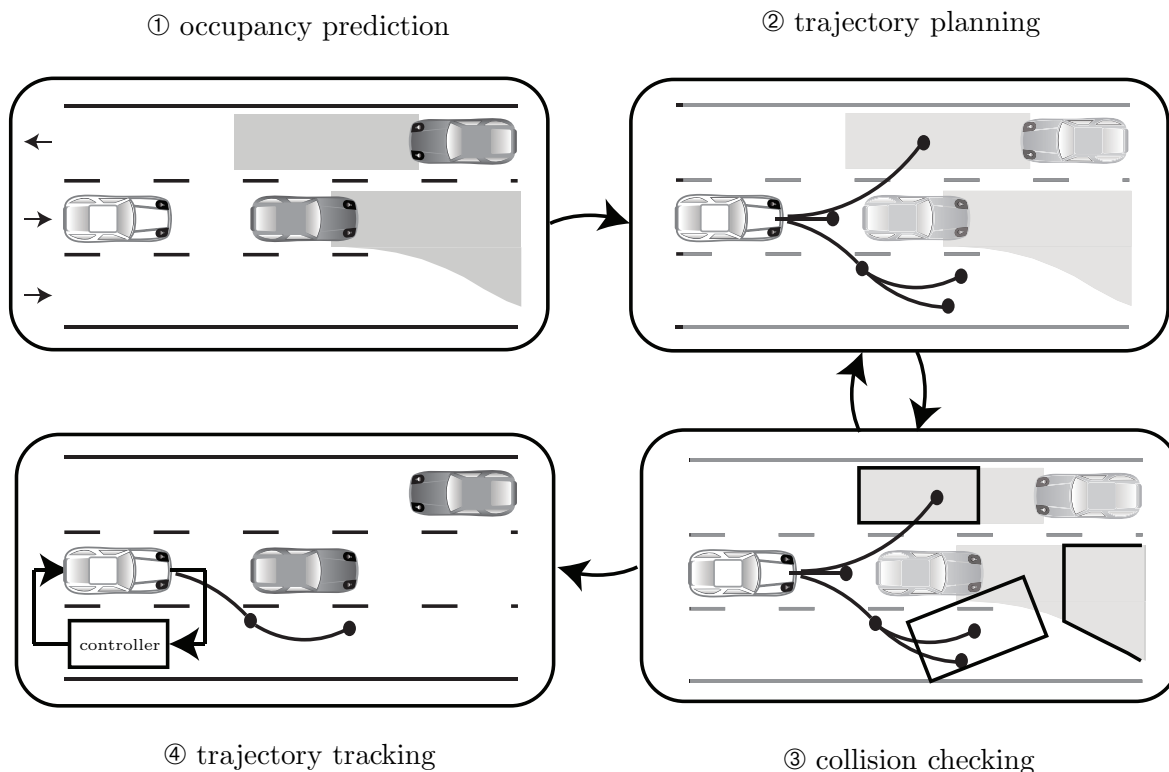 ① occupancy prediction
② trajectory planning
controller
④ trajectory tracking
③ collision checking